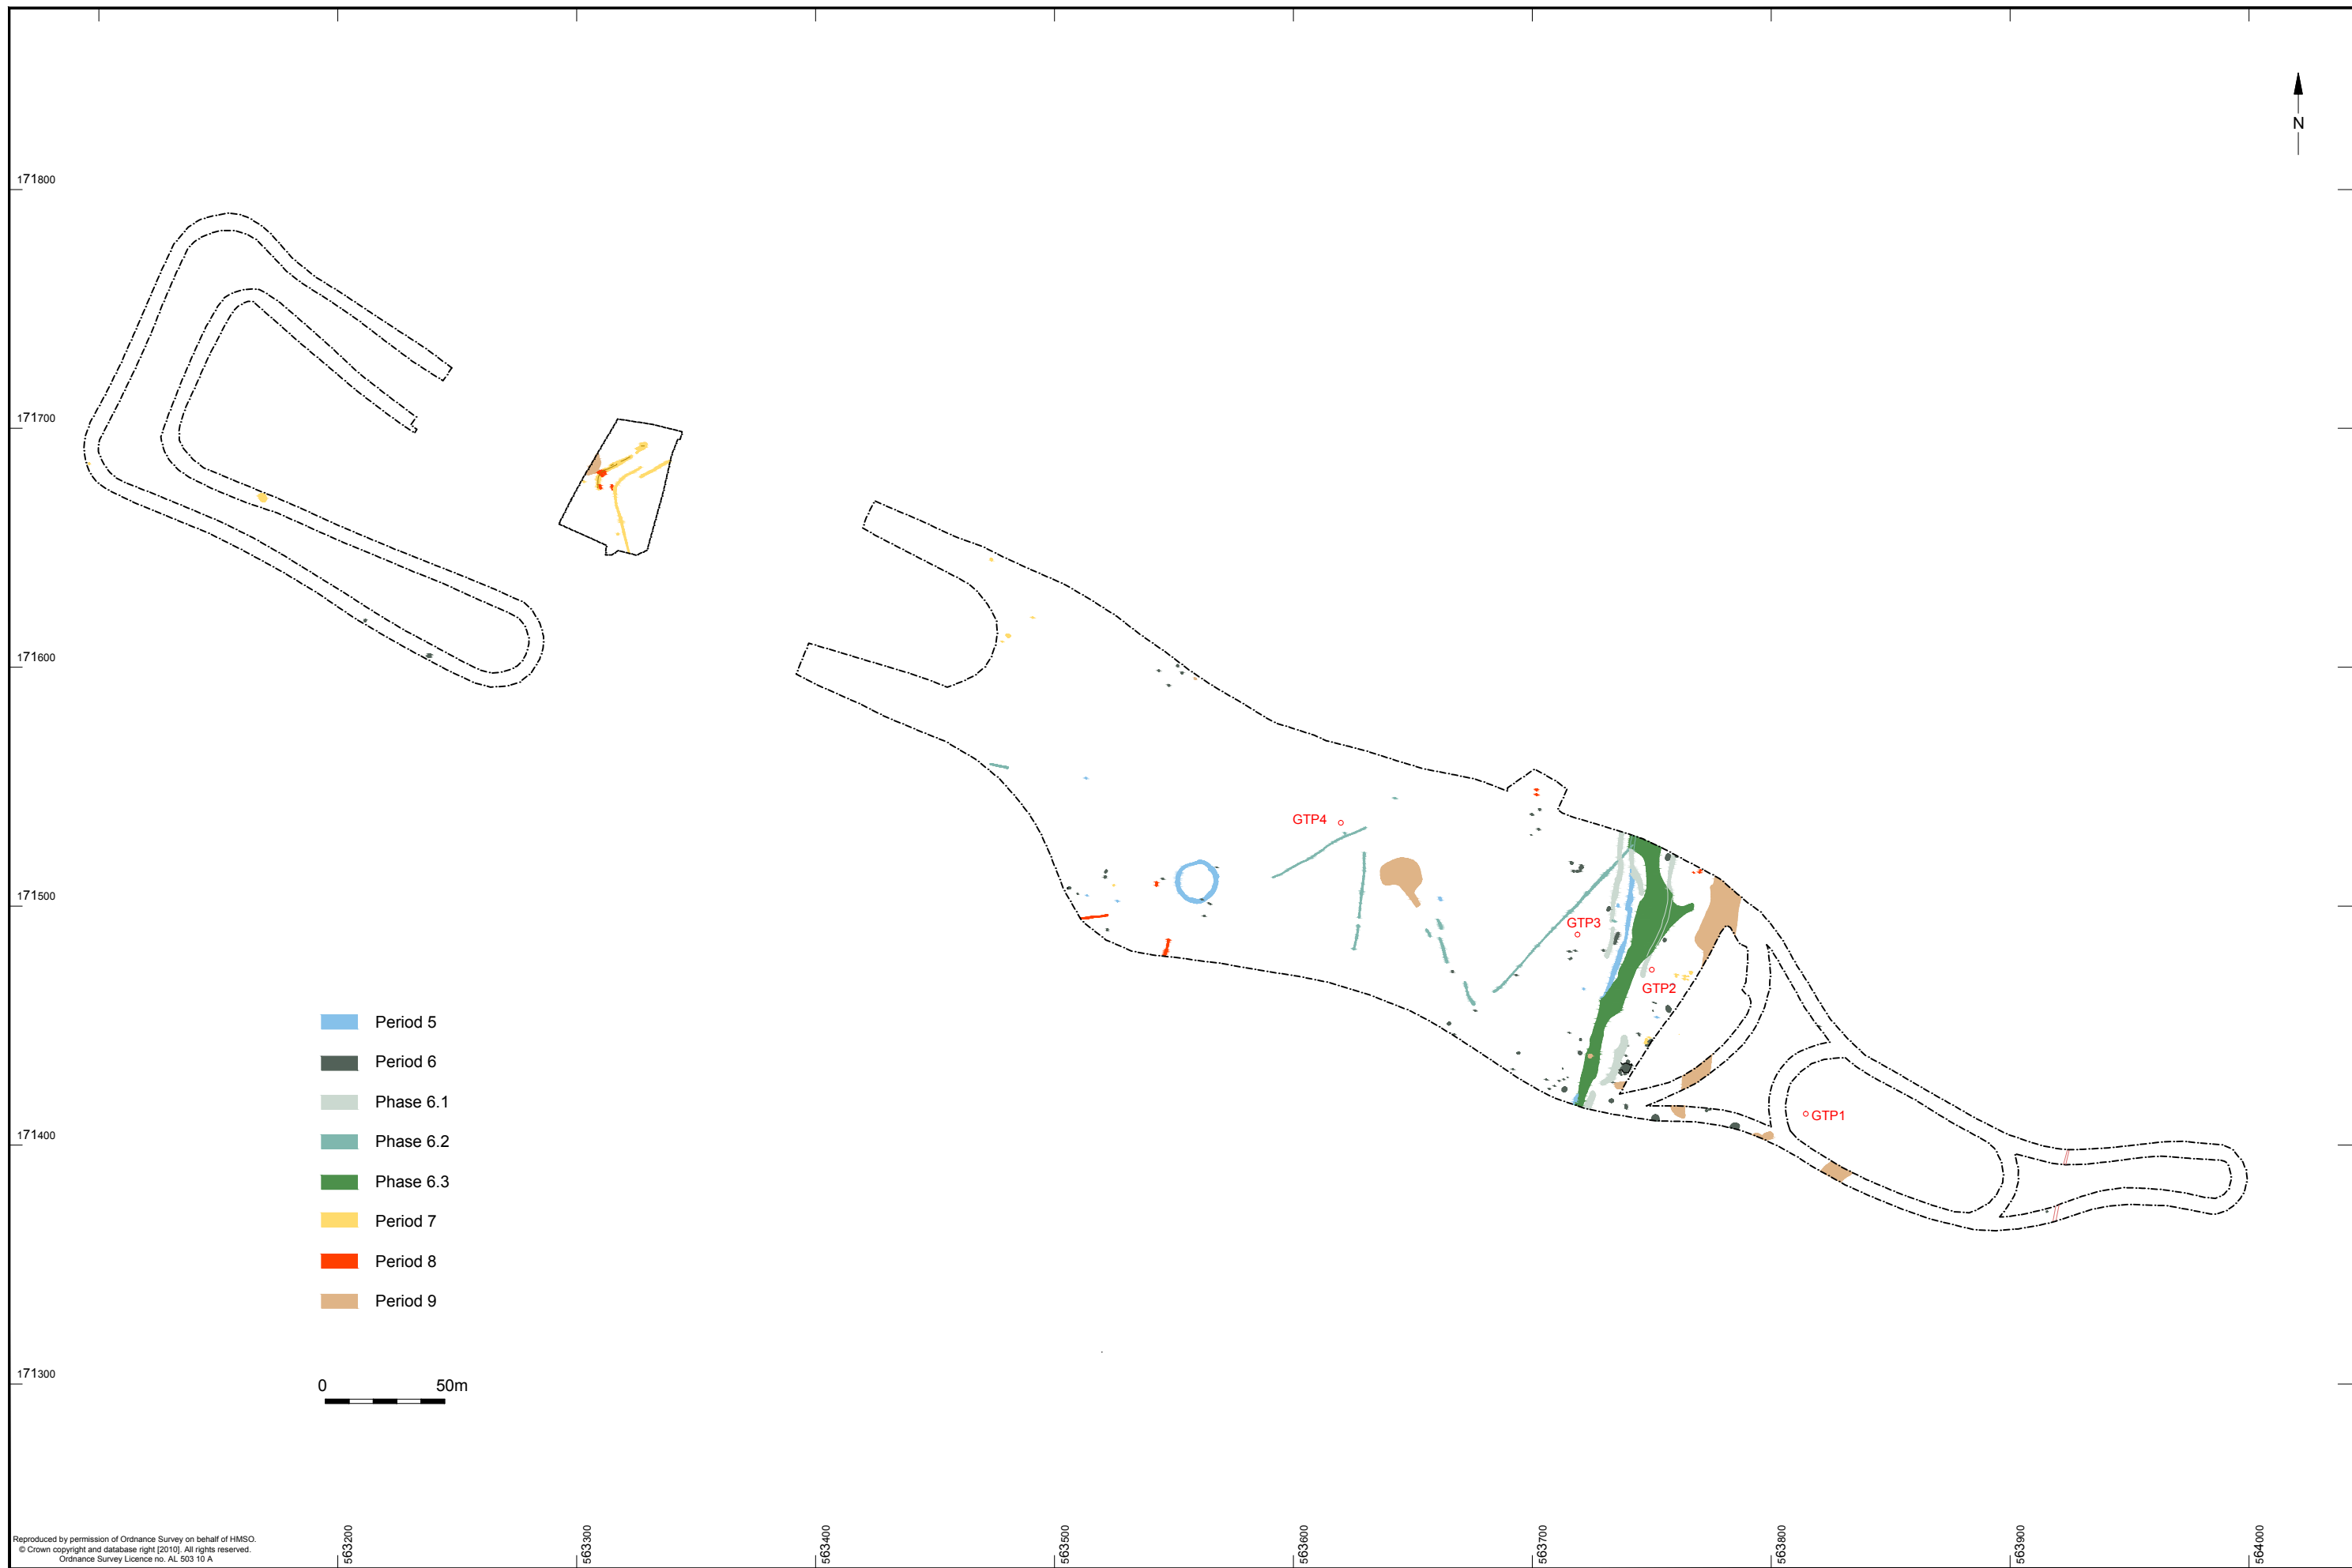 N
171800
171700
171600
171500
171400
171300
GTP4
GTP3
GTP2
GTP1
Period 5
Period 6
Phase 6.1
Phase 6.2
Phase 6.3
Period 7
Period 8
Period 9
0 50m
563200
563300
563400
563500
563600
563700
563800
563900
564000
Reproduced by permission of Ordnance Survey on behalf of HMSO.
© Crown copyright and database right [2010]. All rights reserved.
Ordnance Survey Licence no. AL 503 10 A